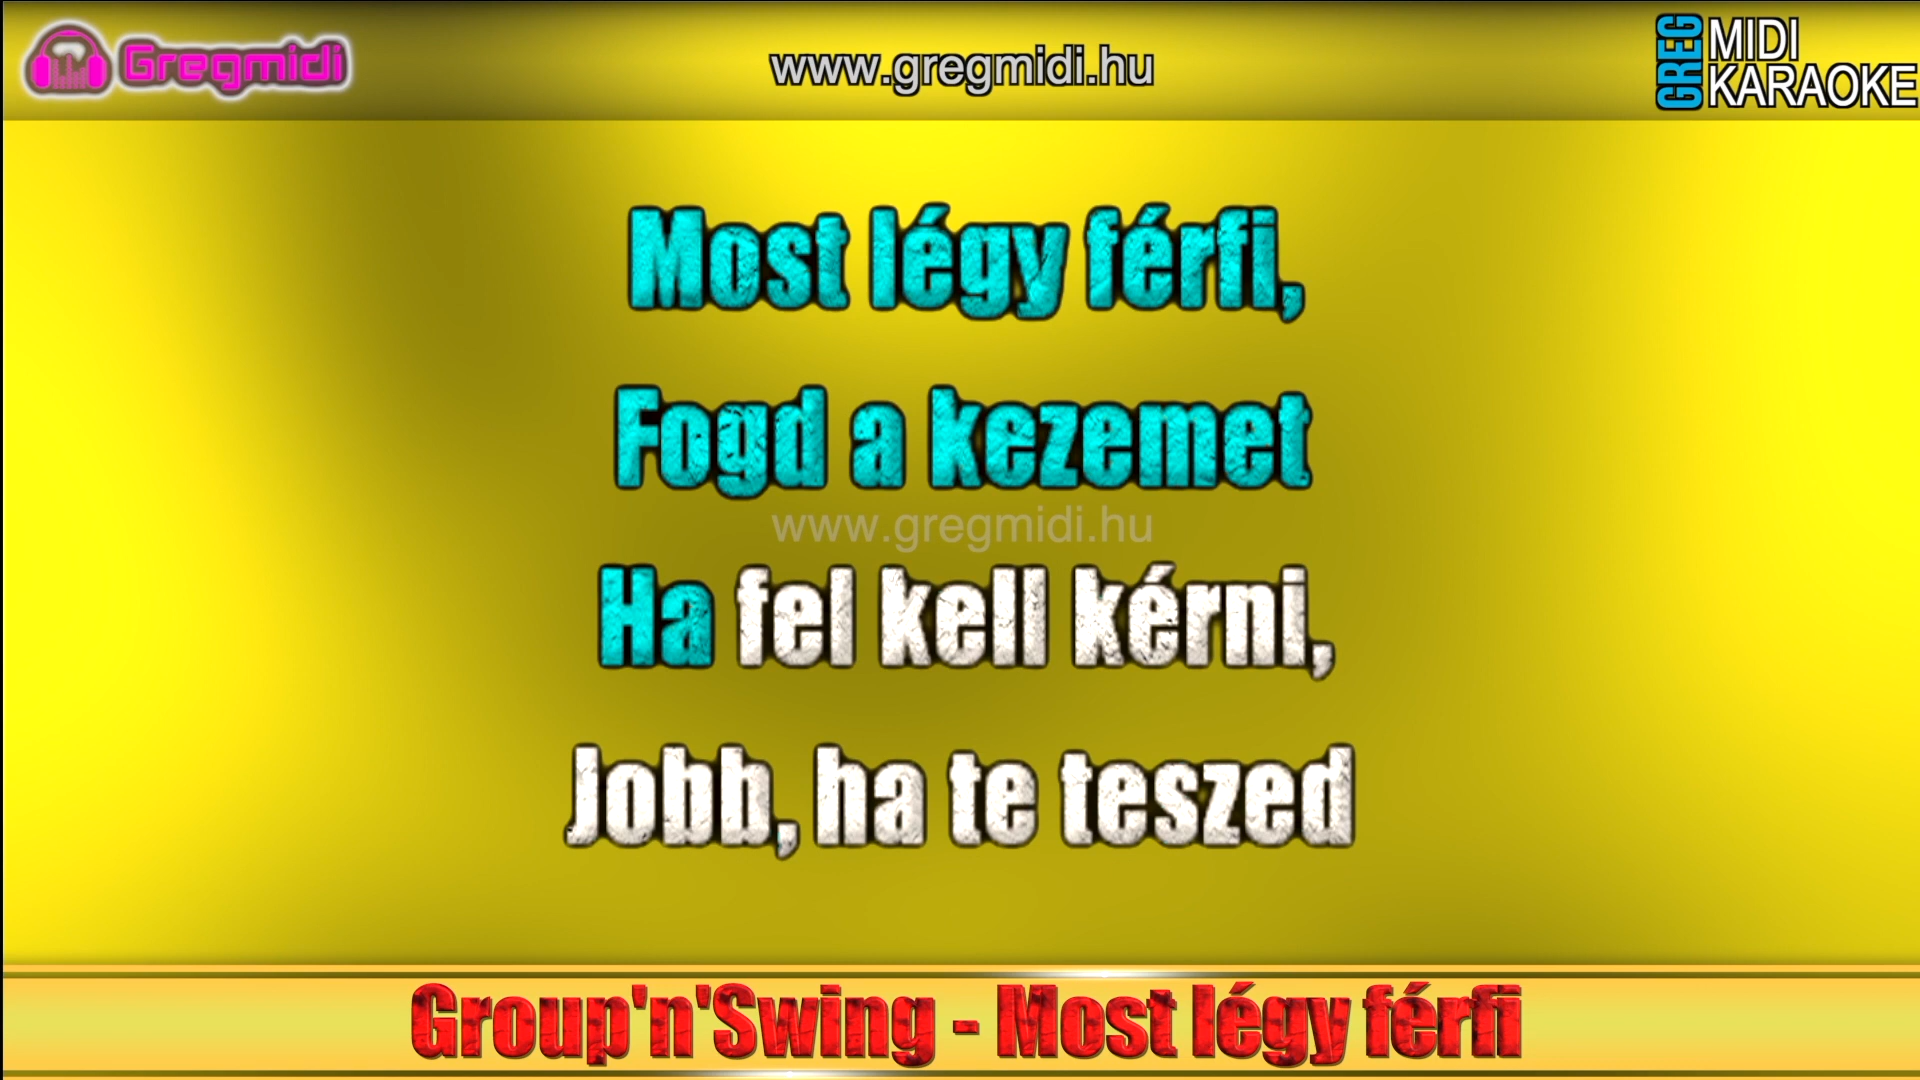 Gregmidi
www.gregmidi.hu
GREG MIDI KARAOKE
Most légy férfi,
Fogd a kezemet
www.gregmidi.hu
Ha fel kell kérni,
Jobb, ha te teszed
Group'n'Swing - Most légy férfi